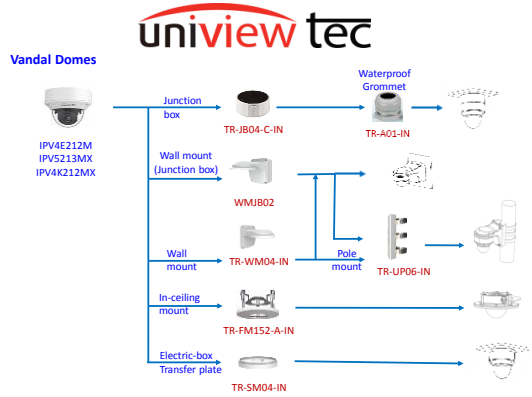 uniview tec
Vandal Domes
IPV4E212M
IPV5213MX
IPV4K212MX
Junction
box
TR-JB04-C-IN
Waterproof
Grommet
TR-A01-IN
Wall mount
(Junction box)
WMJB02
Wall
mount
TR-WM04-IN
Pole
mount
TR-UP06-IN
In-ceiling
mount
TR-FM152-A-IN
Electric-box
Transfer plate
TR-SM04-IN